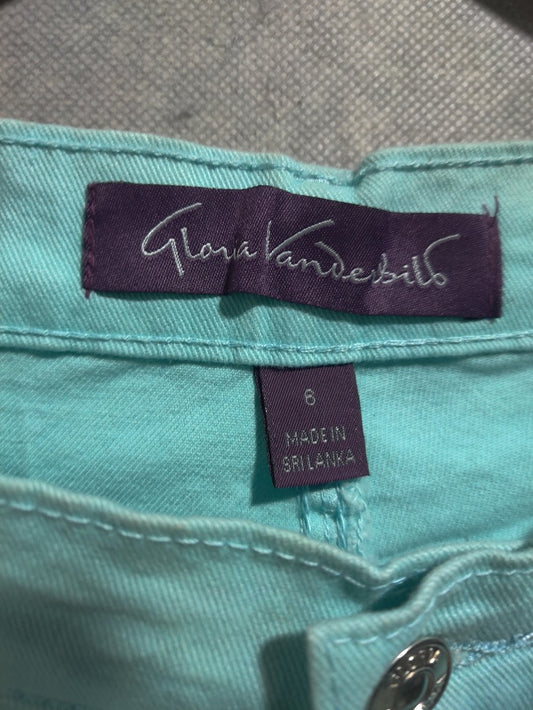 Gloria Vanderbilt
6
MADE IN
SRI LANKA